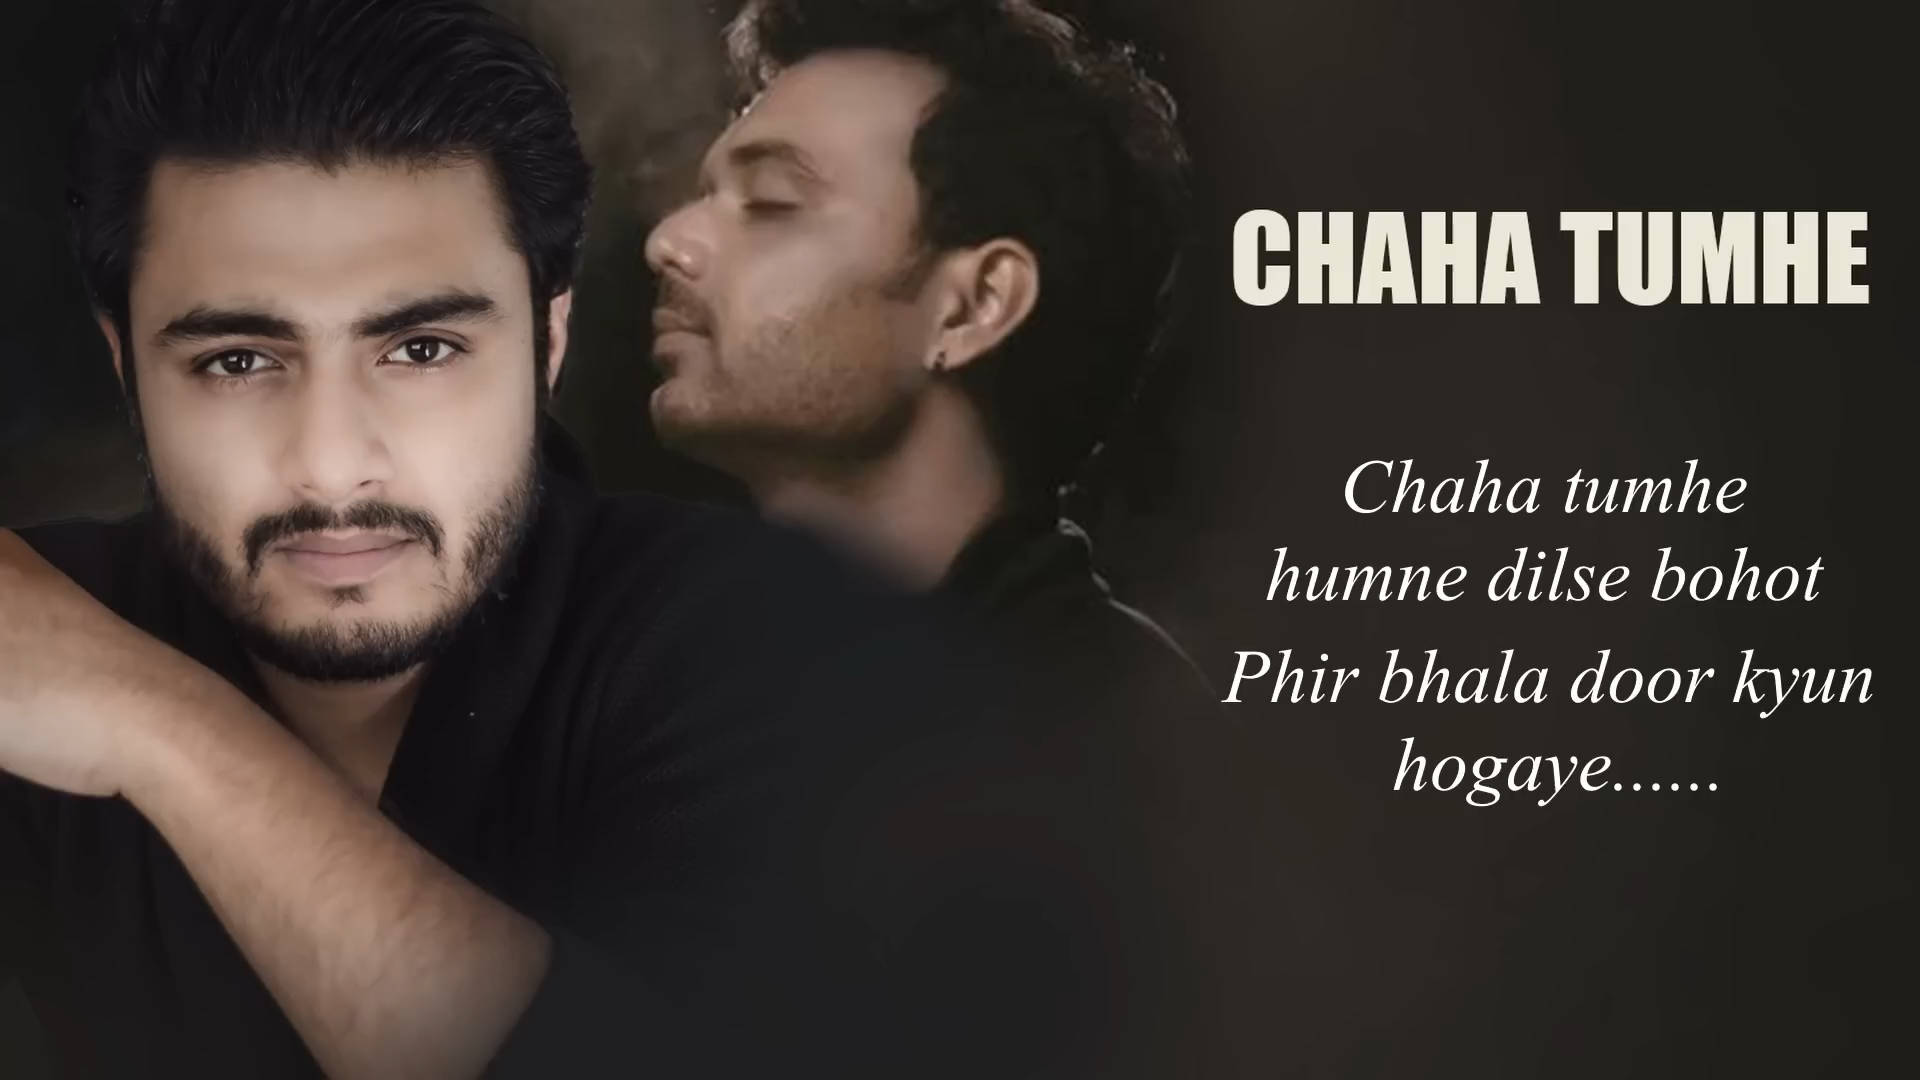 CHAHA TUMHE
Chaha tumhe
humne dilse bohot
Phir bhala door kyun
hogaye......